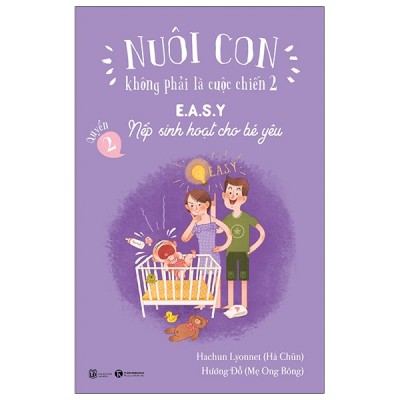 NUÔI CON
không phải là cuộc chiến 2
E.A.S.Y
Nếp sinh hoạt cho bé yêu
Quyển
2
E.A.S.Y
Hachun Lyonnet (Hà Chũn)
Hương Đỗ (Mẹ Ong Bông)